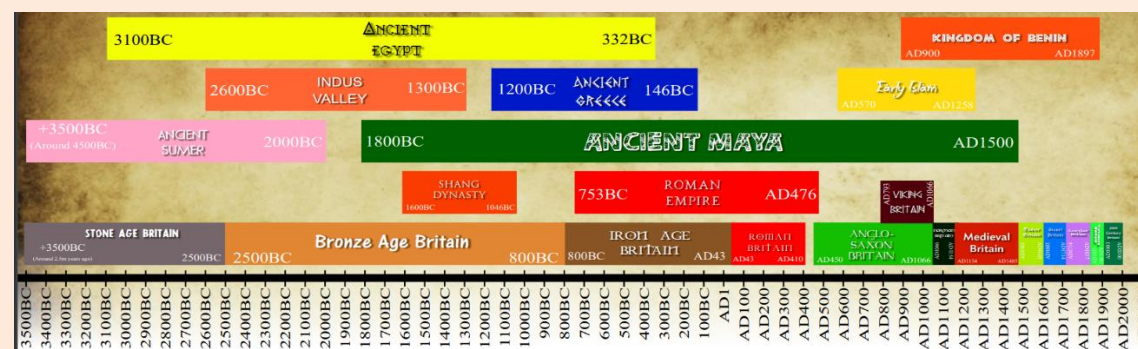 3100BC
ANCIENT
EGYPT
332BC
KINGDOM OF BENIN
AD900
AD1897
2600BC
INDUS
VALLEY
1300BC
1200BC
ANCIENT
GREECE
146BC
Early Islam
AD570
AD1258
+3500BC
(Around 4500BC)
ANCIENT
SUMER
2000BC
1800BC
ANCIENT MAYA
AD1500
SHANG
DYNASTY
1600BC
1046BC
753BC
ROMAN
EMPIRE
AD476
AD793
VIKING
BRITAIN
AD1066
STONE AGE BRITAIN
+3500BC
2500BC
2500BC
Bronze Age Britain
800BC
800BC
IRON AGE
BRITAIN
AD43
ROMAN
BRITAIN
AD43
AD410
ANGLO-
SAXON
BRITAIN
AD450
AD1066
Medieval
Britain
AD1154
AD1485
3500BC
3400BC
3300BC
3200BC
3100BC
3000BC
2900BC
2800BC
2700BC
2600BC
2500BC
2400BC
2300BC
2200BC
2100BC
2000BC
1900BC
1800BC
1700BC
1600BC
1500BC
1400BC
1300BC
1200BC
1100BC
1000BC
900BC
800BC
700BC
600BC
500BC
400BC
300BC
200BC
100BC
AD1
AD100
AD200
AD300
AD400
AD500
AD600
AD700
AD800
AD900
AD1000
AD1100
AD1200
AD1300
AD1400
AD1500
AD1600
AD1700
AD1800
AD1900
AD2000